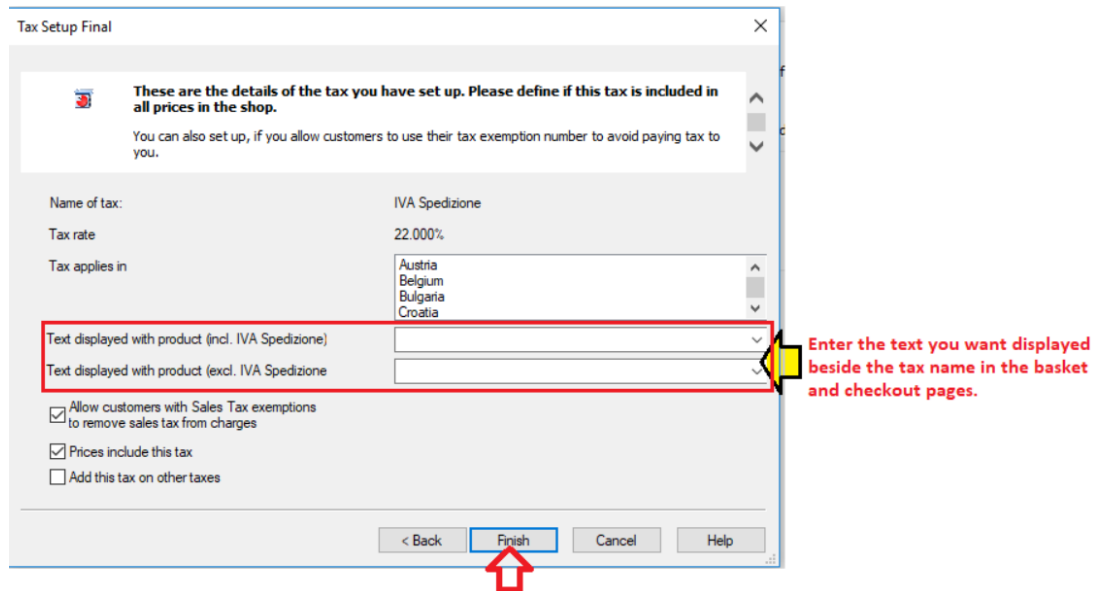 Tax Setup Final
These are the details of the tax you have set up. Please define if this tax is included in
all prices in the shop.
You can also set up, if you allow customers to use their tax exemption number to avoid paying tax to
you.
Name of tax:
IVA Spedizione
Tax rate
22.000%
Tax applies in
Austria
Belgium
Bulgaria
Croatia
Text displayed with product (incl. IVA Spedizione)
Text displayed with product (excl. IVA Spedizione
Enter the text you want displayed
beside the tax name in the basket
and checkout pages.
Allow customers with Sales Tax exemptions
to remove sales tax from charges
Prices include this tax
Add this tax on other taxes
< Back
Finish
Cancel
Help